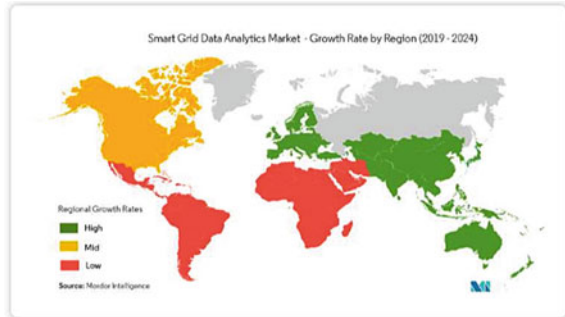 Smart Grid Data Analytics Market - Growth Rate by Region (2019 - 2024)
Regional Growth Rates
High
Mid
Low
Source: Mordor Intelligence